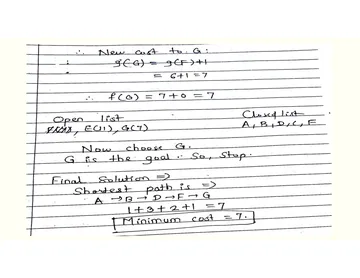 ∴ New cost to G:
g(G) = g(F)+1
= 6+1=7
∴ f(G) = 7+0 = 7
Open list Closed list
E(11), G(7) A, B, D, C, F
Now choose G.
G is the goal. So, Stop.
Final Solution ⇒
Shortest path is ⇒
A → B → D → F → G
1+3+2+1 = 7
Minimum cost = 7.